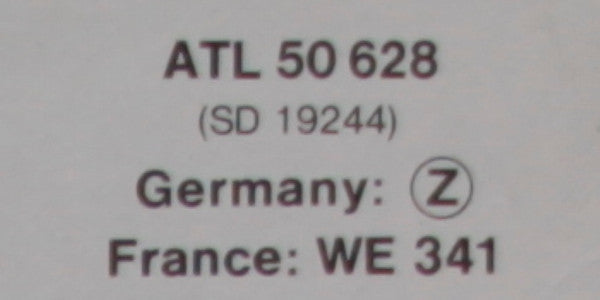 ATL 50 628
(SD 19244)
Germany: Ⓩ
France: WE 341